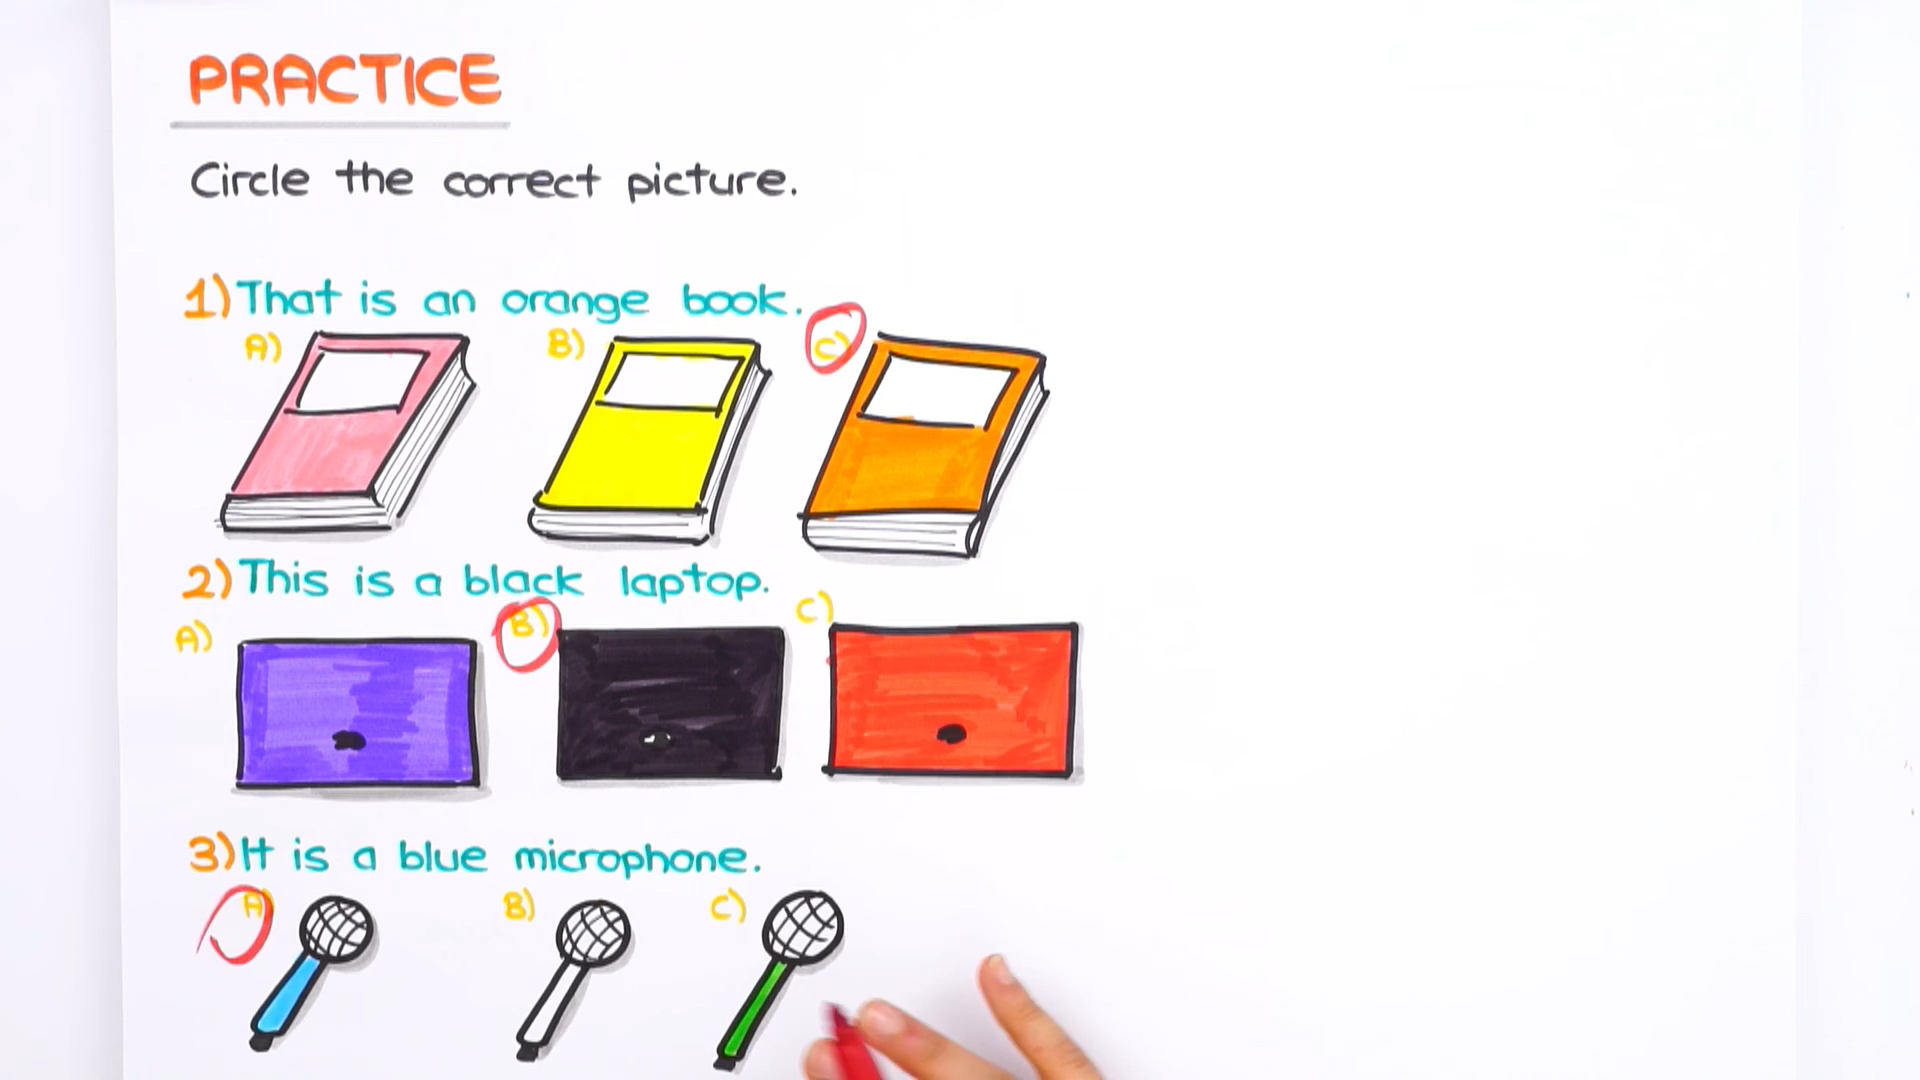 PRACTICE
Circle the correct picture.
1) That is an orange book.
A) B) C)
2) This is a black laptop.
A) B) C)
3) It is a blue microphone.
A) B) C)